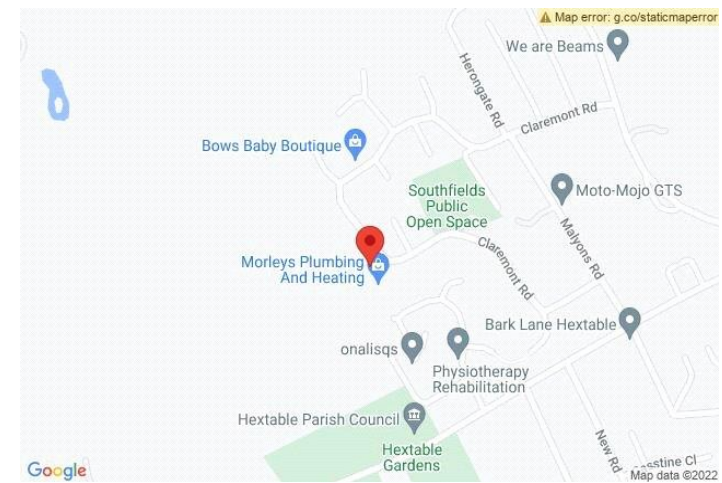 Map error: g.co/staticmaperror
We are Beams
Herongate Rd
Claremont Rd
Bows Baby Boutique
Southfields
Public
Open Space
Moto-Mojo GTS
Malyons Rd
Claremont Rd
Morleys Plumbing
And Heating
Bark Lane Hextable
onalisqs
Physiotherapy
Rehabilitation
Hextable Parish Council
Hextable
Gardens
New Rd
Google
Map data ©2022